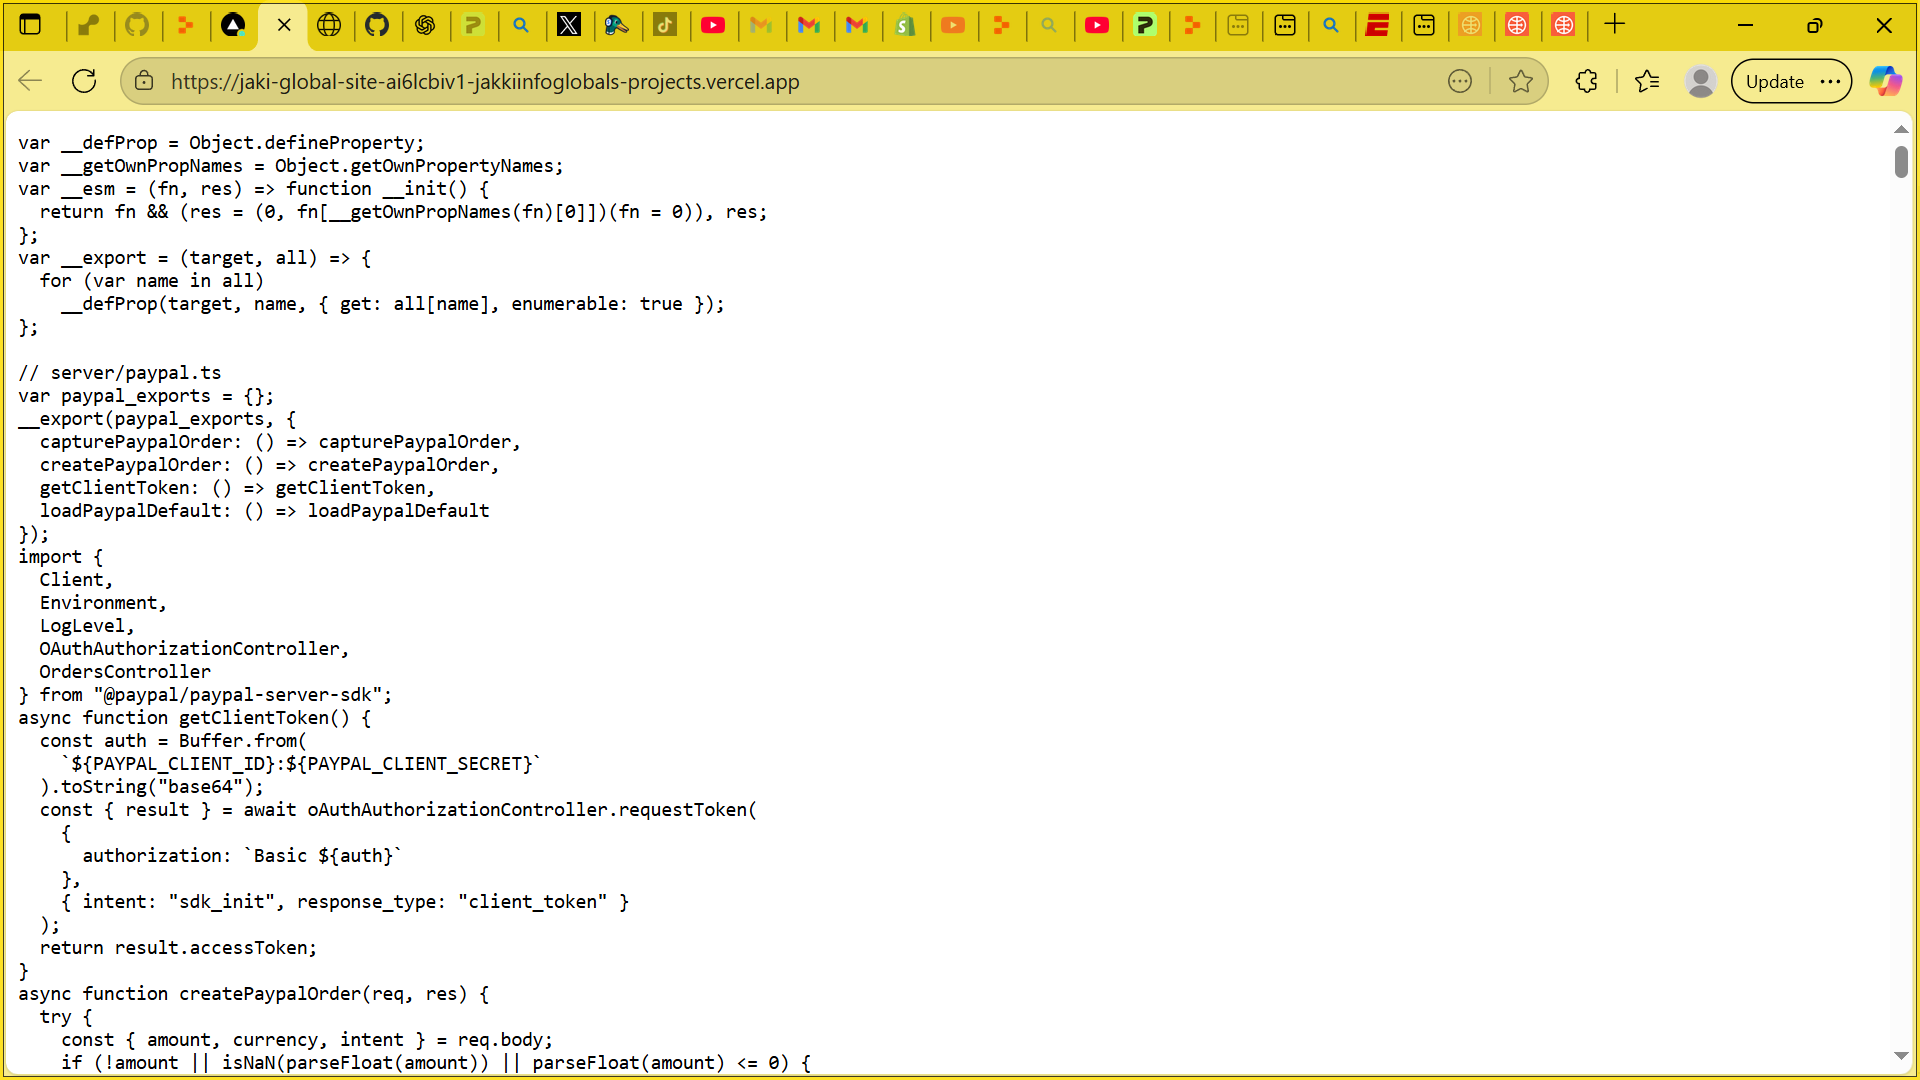 https://jaki-global-site-ai6lcbiv1-jakkiinfoglobals-projects.vercel.app
Update
var __defProp = Object.defineProperty;
var __getOwnPropNames = Object.getOwnPropertyNames;
var __esm = (fn, res) => function __init() {
  return fn && (res = (0, fn[__getOwnPropNames(fn)[0]])(fn = 0)), res;
};
var __export = (target, all) => {
  for (var name in all)
    __defProp(target, name, { get: all[name], enumerable: true });
};

// server/paypal.ts
var paypal_exports = {};
__export(paypal_exports, {
  capturePaypalOrder: () => capturePaypalOrder,
  createPaypalOrder: () => createPaypalOrder,
  getClientToken: () => getClientToken,
  loadPaypalDefault: () => loadPaypalDefault
});
import {
  Client,
  Environment,
  LogLevel,
  OAuthAuthorizationController,
  OrdersController
} from "@paypal/paypal-server-sdk";
async function getClientToken() {
  const auth = Buffer.from(
    `${PAYPAL_CLIENT_ID}:${PAYPAL_CLIENT_SECRET}`
  ).toString("base64");
  const { result } = await oAuthAuthorizationController.requestToken(
    {
      authorization: `Basic ${auth}`
    },
    { intent: "sdk_init", response_type: "client_token" }
  );
  return result.accessToken;
}
async function createPaypalOrder(req, res) {
  try {
    const { amount, currency, intent } = req.body;
    if (!amount || isNaN(parseFloat(amount)) || parseFloat(amount) <= 0) {